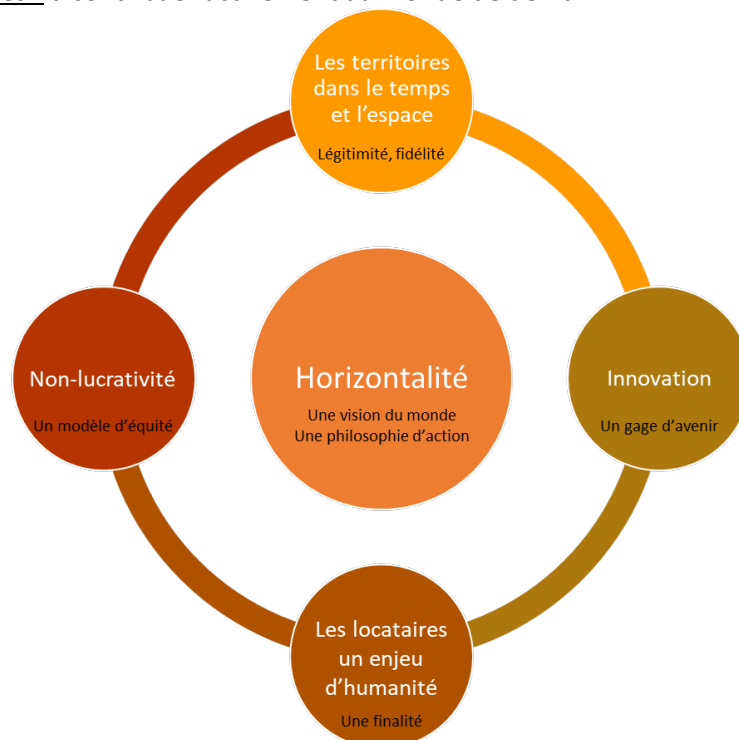 Les territoires
dans le temps
et l’espace
Légitimité, fidélité
Non-lucrativité
Un modèle d’équité
Horizontalité
Une vision du monde
Une philosophie d’action
Innovation
Un gage d’avenir
Les locataires
un enjeu
d’humanité
Une finalité